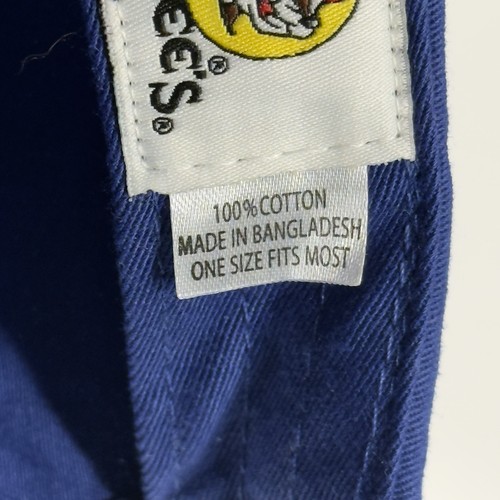 ee's®
®
100% COTTON
MADE IN BANGLADESH
ONE SIZE FITS MOST